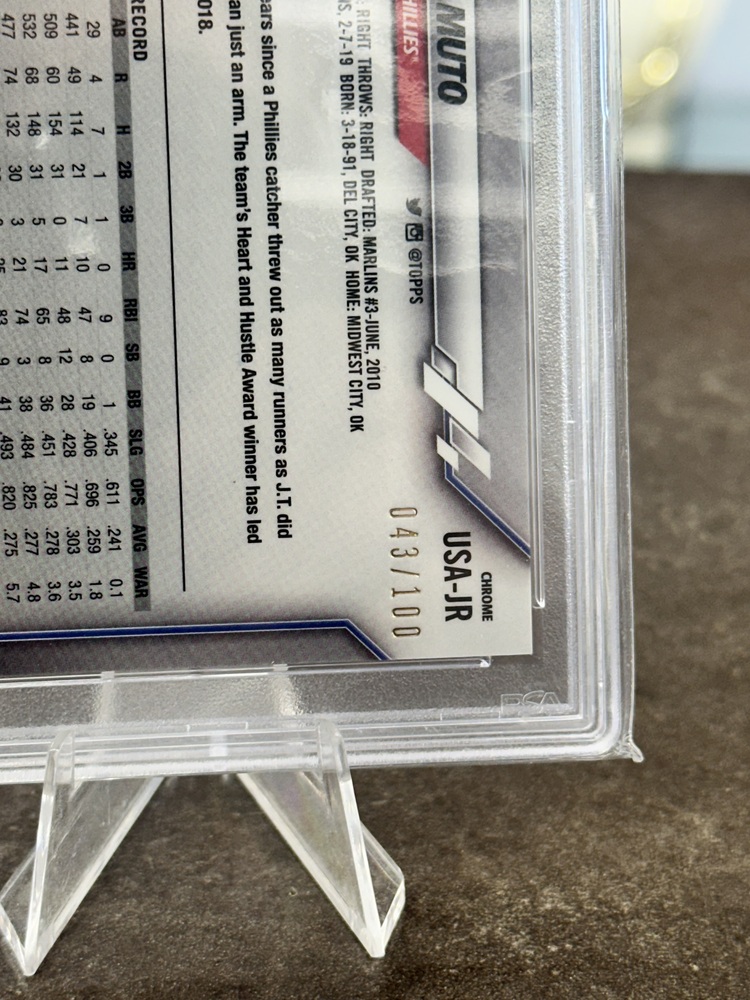 CHROME
MUTO
USA-JR
HILLIES
@TOPPS
043/100
: RIGHT THROWS: RIGHT DRAFTED: MARLINS #3-JUNE, 2010
S. 2-7-19 BORN: 3-18-91, DEL CITY, OK HOME: MIDWEST CITY, OK
ears since a Phillies catcher threw out as many runners as J.T. did
an just an arm. The team's Heart and Hustle Award winner has led
018.
RECORD
AB R H 2B 3B HR RBI SB BB SLG OPS AVG WAR
29 4 7 1 1 0 9 0 1 .345 .611 .241 0.1
441 49 114 21 7 10 47 8 19 .406 .696 .259 1.8
509 60 154 31 0 11 48 12 28 .428 .771 .303 3.5
532 68 148 31 5 17 65 8 36 .451 .783 .278 3.6
477 74 132 30 3 21 74 3 38 .484 .825 .277 4.8
83 9 41 .493 .820 .275 5.7
PSA